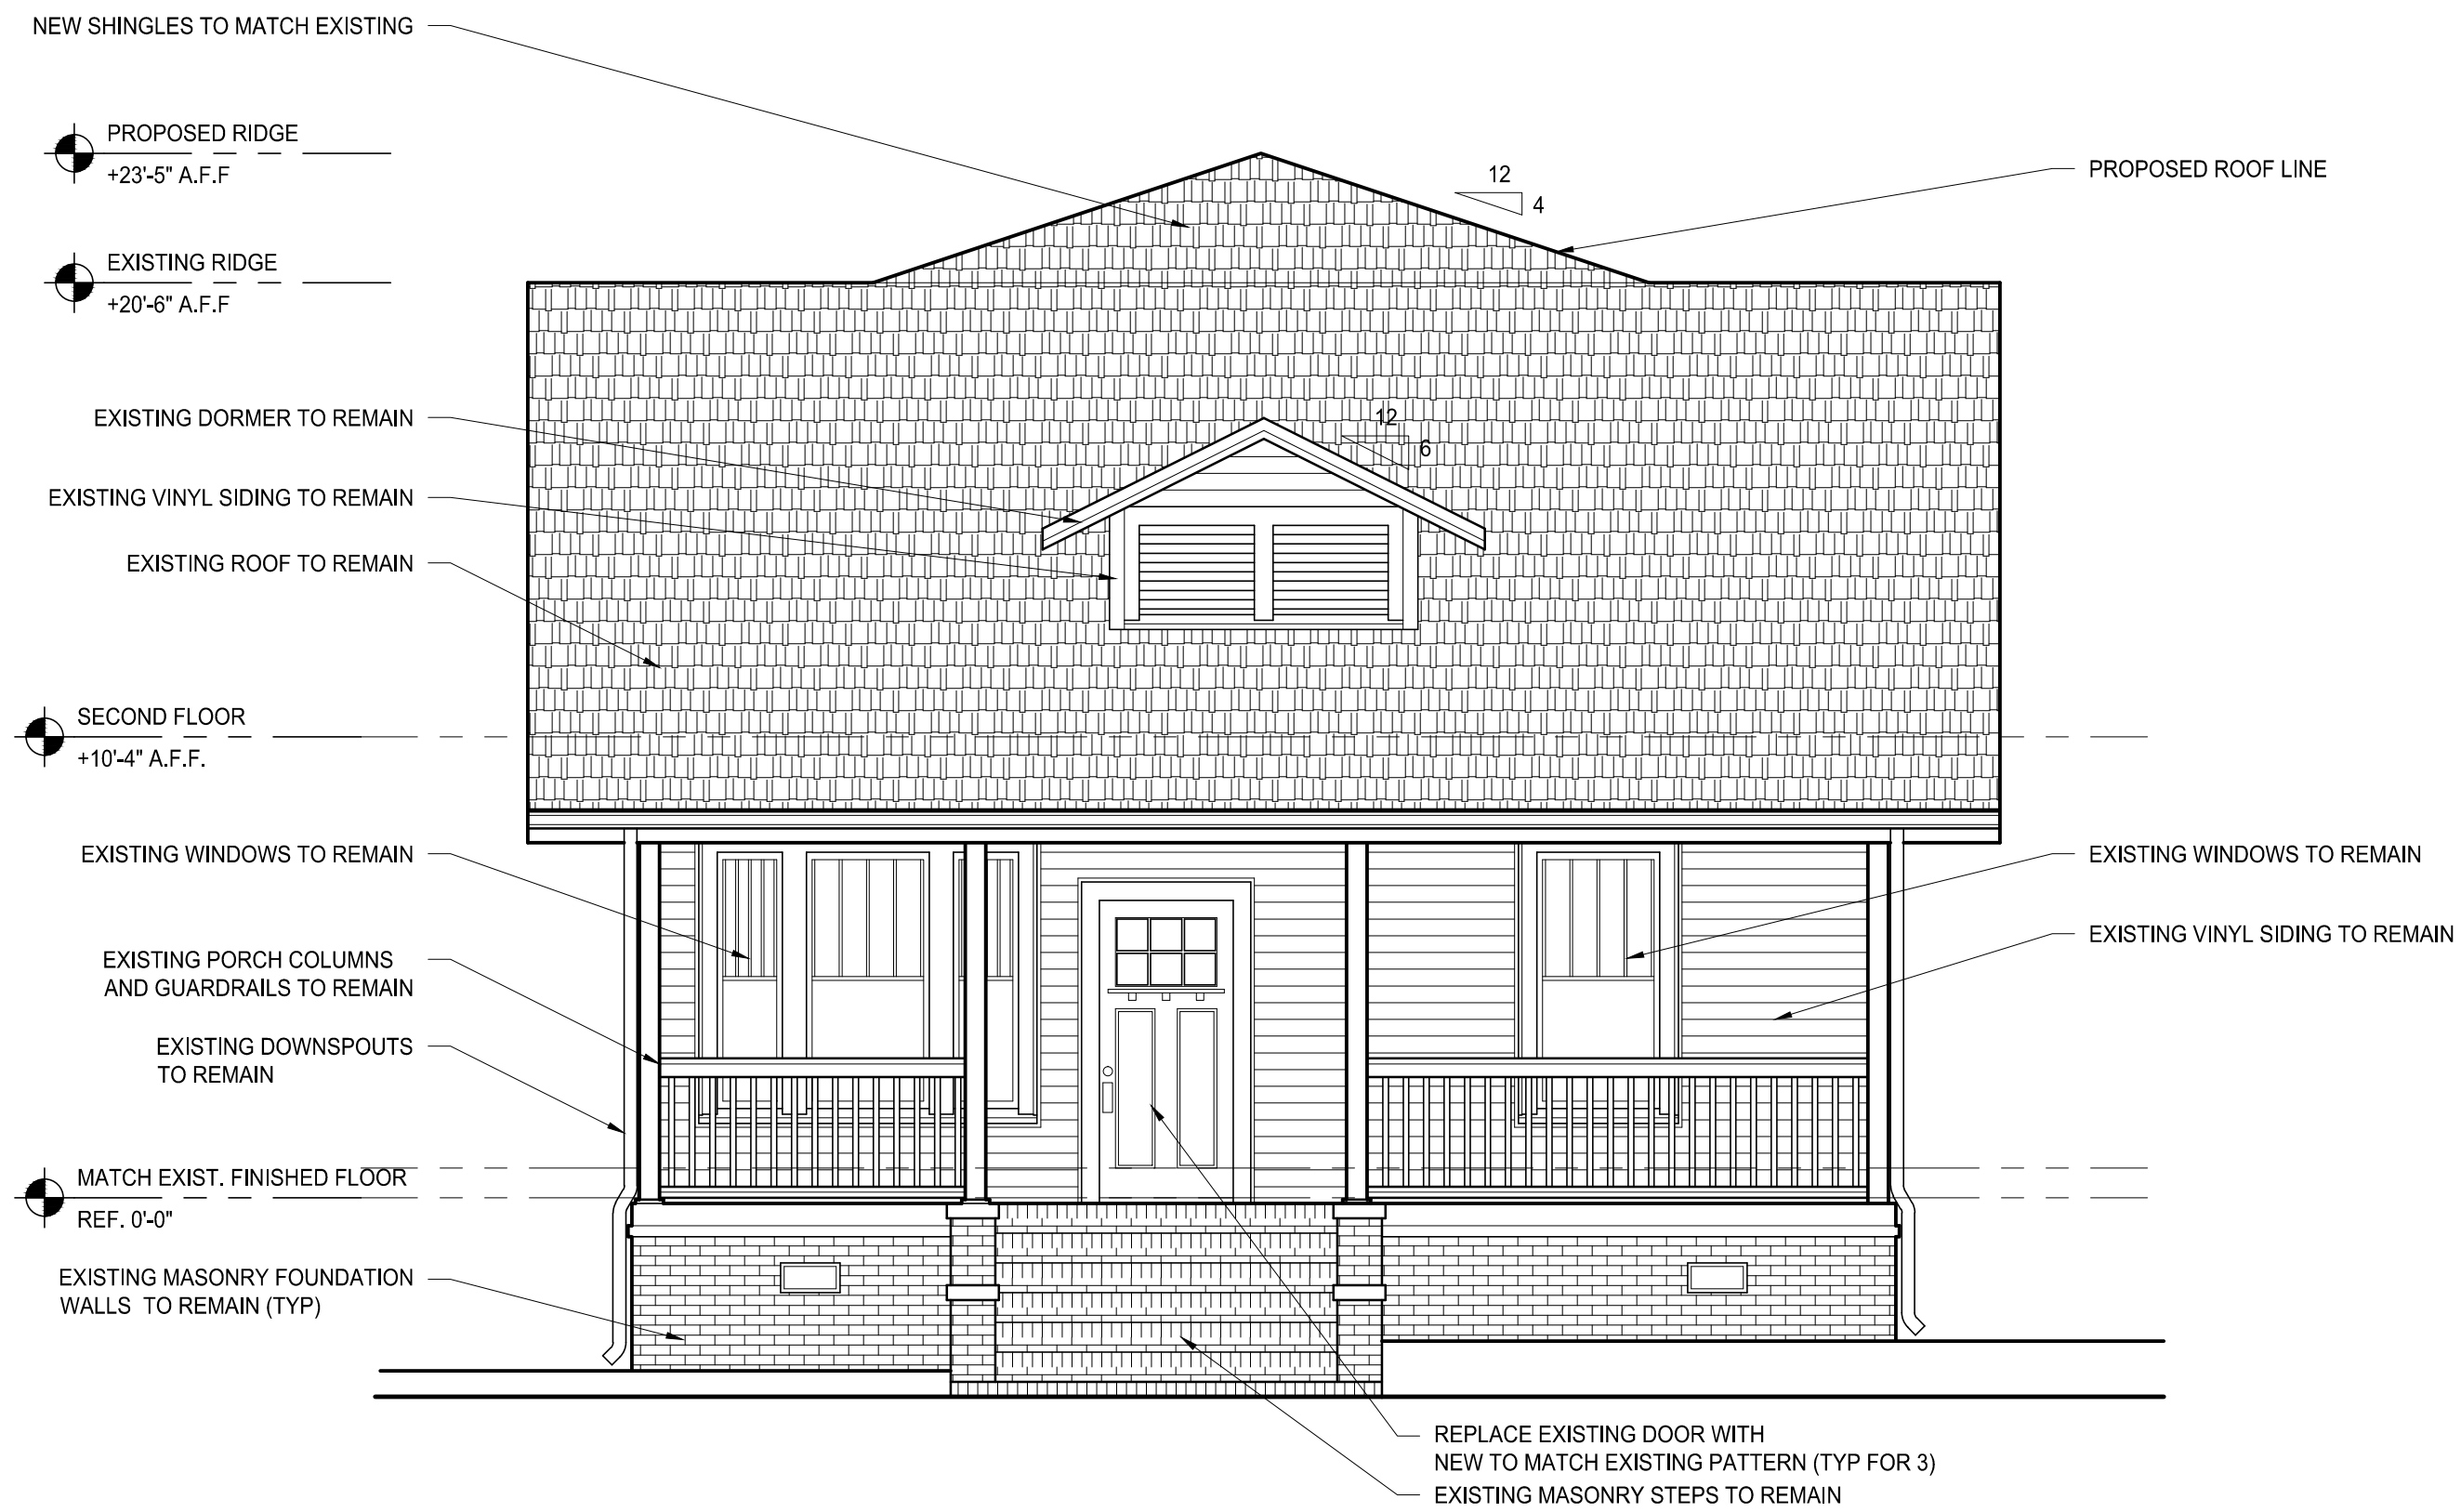 NEW SHINGLES TO MATCH EXISTING
PROPOSED RIDGE
+23'-5" A.F.F
12
4
PROPOSED ROOF LINE
EXISTING RIDGE
+20'-6" A.F.F
EXISTING DORMER TO REMAIN
12
6
EXISTING VINYL SIDING TO REMAIN
EXISTING ROOF TO REMAIN
SECOND FLOOR
+10'-4" A.F.F.
EXISTING WINDOWS TO REMAIN
EXISTING WINDOWS TO REMAIN
EXISTING VINYL SIDING TO REMAIN
EXISTING PORCH COLUMNS
AND GUARDRAILS TO REMAIN
EXISTING DOWNSPOUTS
TO REMAIN
MATCH EXIST. FINISHED FLOOR
REF. 0'-0"
EXISTING MASONRY FOUNDATION
WALLS TO REMAIN (TYP)
REPLACE EXISTING DOOR WITH
NEW TO MATCH EXISTING PATTERN (TYP FOR 3)
EXISTING MASONRY STEPS TO REMAIN